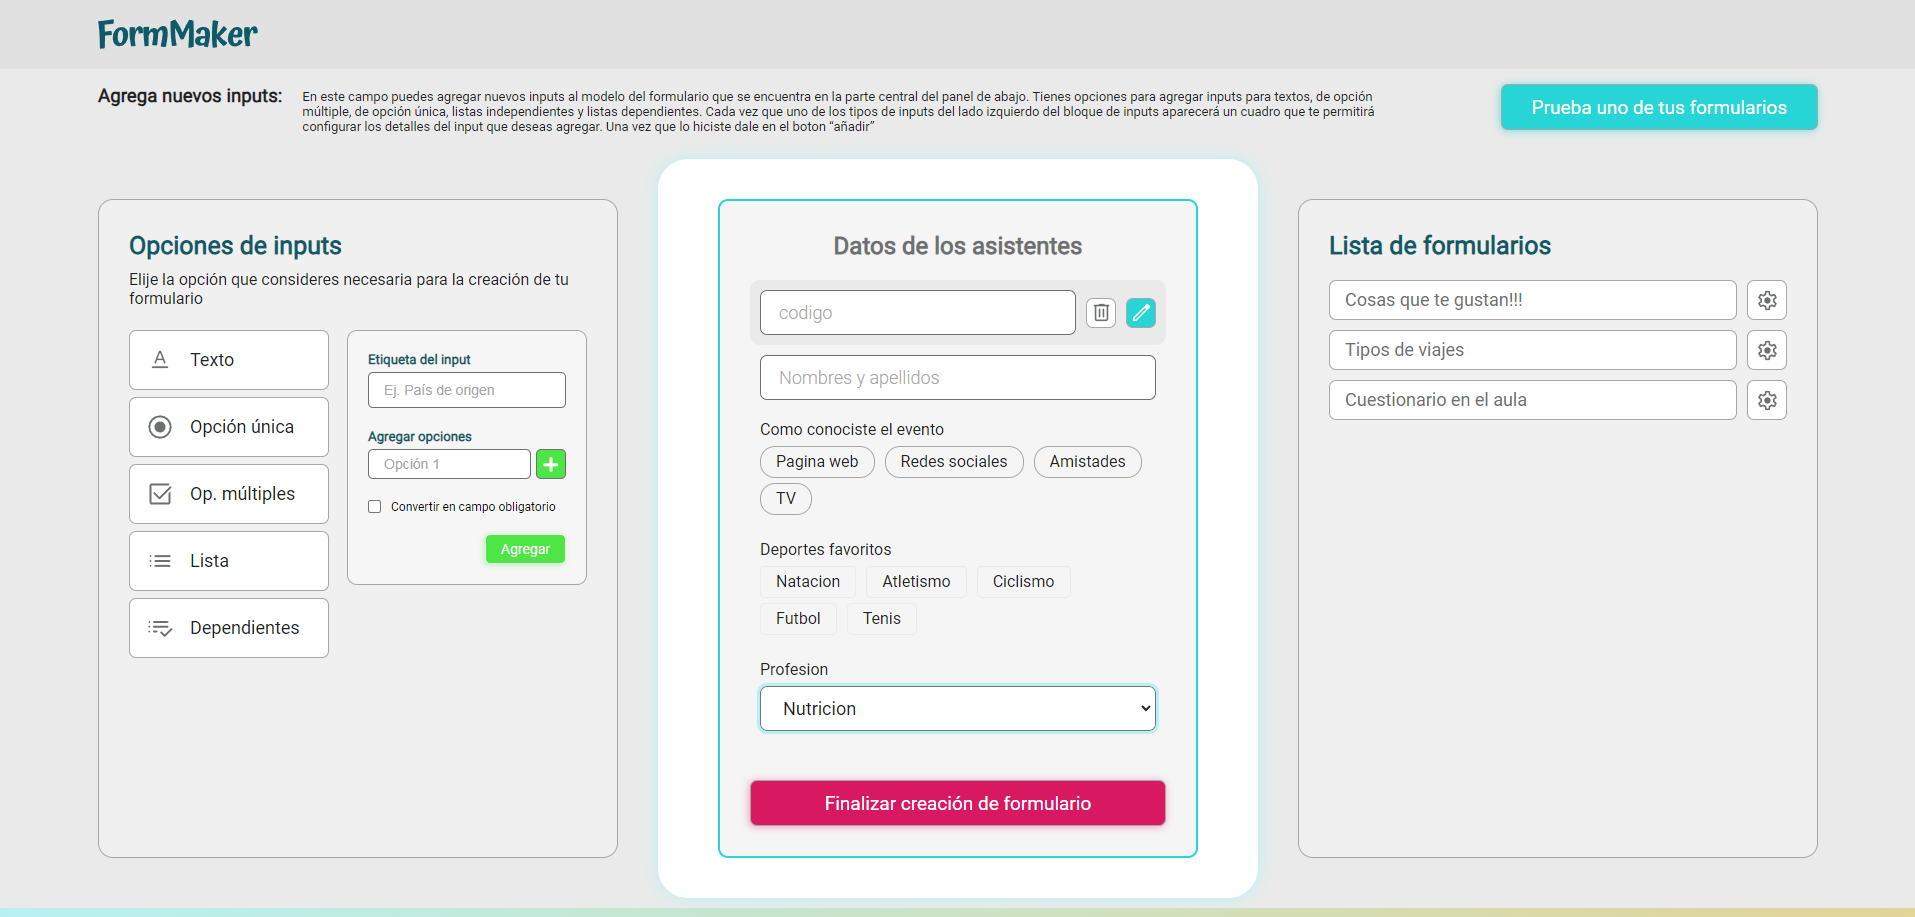 FormMaker
Agrega nuevos inputs:
En este campo puedes agregar nuevos inputs al modelo del formulario que se encuentra en la parte central del panel de abajo. Tienes opciones para agregar inputs para textos, de opción
múltiple, de opción única, listas independientes y listas dependientes. Cada vez que uno de los tipos de inputs del lado izquierdo del bloque de inputs aparecerá un cuadro que te permitirá
configurar los detalles del input que deseas agregar. Una vez que lo hiciste dale en el boton “añadir”
Prueba uno de tus formularios
Opciones de inputs
Elije la opción que consideres necesaria para la creación de tu
formulario
Texto
Opción única
Op. múltiples
Lista
Dependientes
Etiqueta del input
Ej. País de origen
Agregar opciones
Opción 1
Convertir en campo obligatorio
Agregar
Datos de los asistentes
codigo
Nombres y apellidos
Como conociste el evento
Pagina web
Redes sociales
Amistades
TV
Deportes favoritos
Natacion
Atletismo
Ciclismo
Futbol
Tenis
Profesion
Nutricion
Finalizar creación de formulario
Lista de formularios
Cosas que te gustan!!!
Tipos de viajes
Cuestionario en el aula